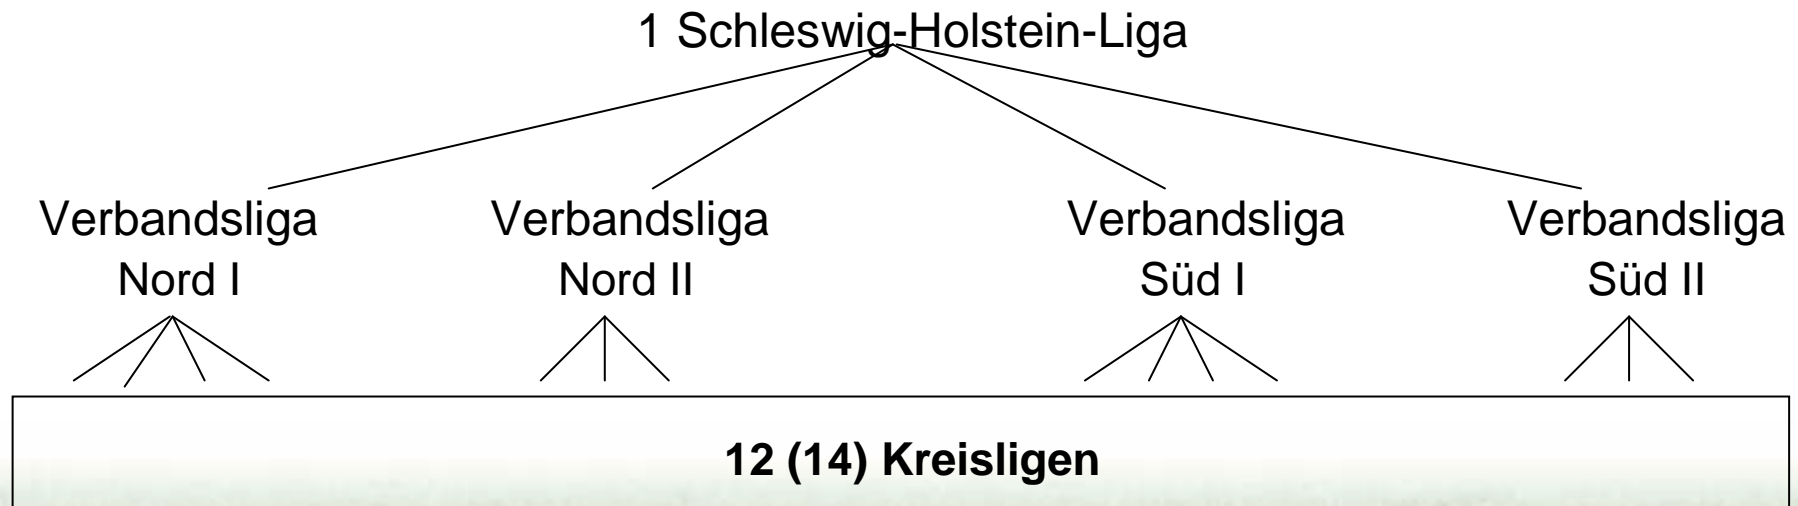 1 Schleswig-Holstein-Liga
Verbandsliga Nord I
Verbandsliga Nord II
Verbandsliga Süd I
Verbandsliga Süd II
12 (14) Kreisligen